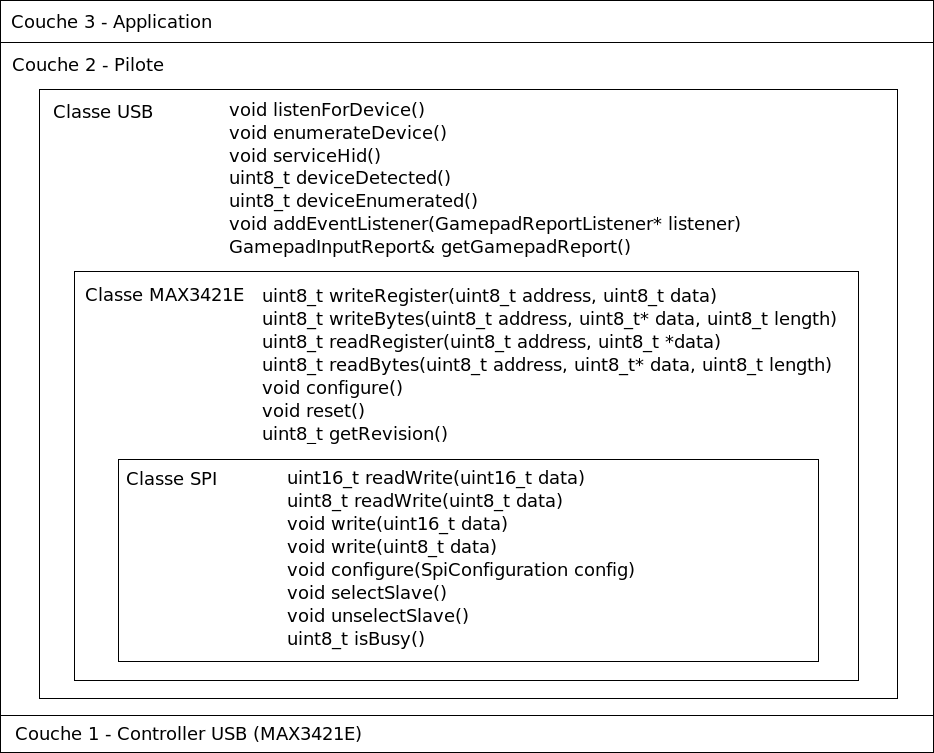 Couche 3 - Application
Couche 2 - Pilote
Classe USB
void listenForDevice()
void enumerateDevice()
void serviceHid()
uint8_t deviceDetected()
uint8_t deviceEnumerated()
void addEventListener(GamepadReportListener* listener)
GamepadInputReport& getGamepadReport()
Classe MAX3421E
uint8_t writeRegister(uint8_t address, uint8_t data)
uint8_t writeBytes(uint8_t address, uint8_t* data, uint8_t length)
uint8_t readRegister(uint8_t address, uint8_t *data)
uint8_t readBytes(uint8_t address, uint8_t* data, uint8_t length)
void configure()
void reset()
uint8_t getRevision()
Classe SPI
uint16_t readWrite(uint16_t data)
uint8_t readWrite(uint8_t data)
void write(uint16_t data)
void write(uint8_t data)
void configure(SpiConfiguration config)
void selectSlave()
void unselectSlave()
uint8_t isBusy()
Couche 1 - Controller USB (MAX3421E)